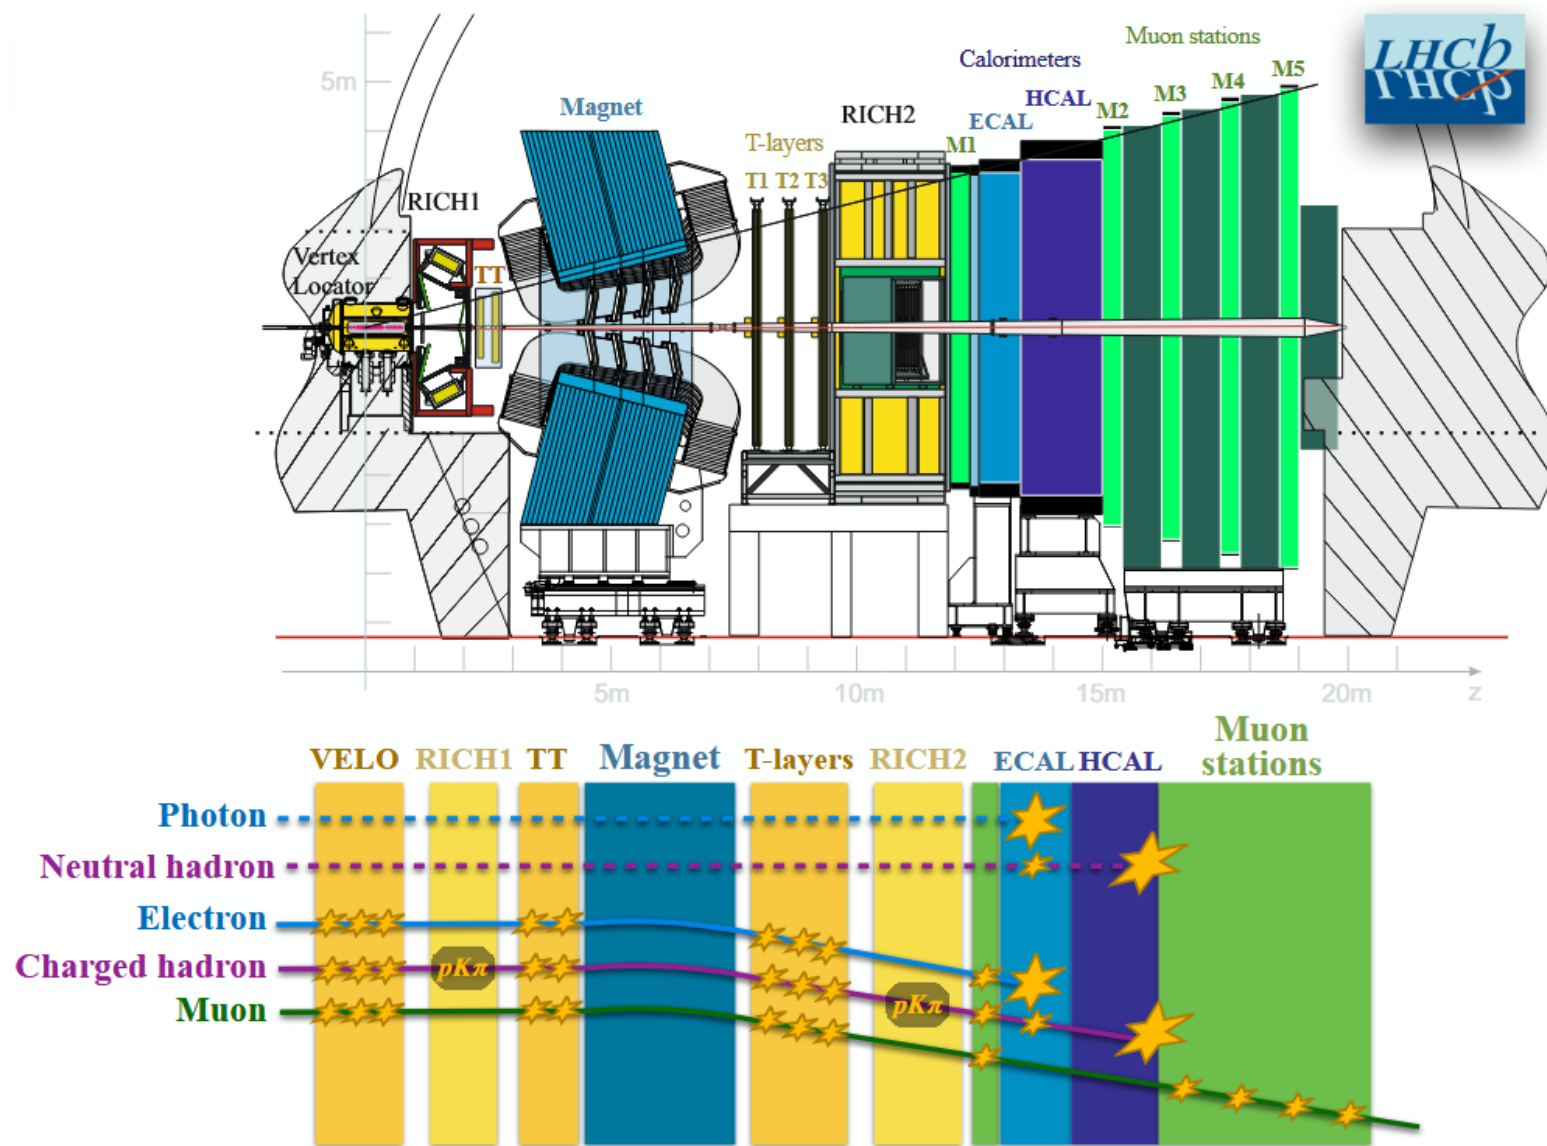 5m
Magnet
Calorimeters
Muon stations
LHCb
LHCb
HCAL
ECAL
M1
M2
M3
M4
M5
RICH2
T-layers
T1 T2 T3
RICH1
TT
Vertex
Locator
5m
10m
15m
20m
z
VELO
RICH1
TT
Magnet
T-layers
RICH2
ECAL
HCAL
Muon
stations
Photon
Neutral hadron
Electron
Charged hadron
pKπ
pKπ
Muon